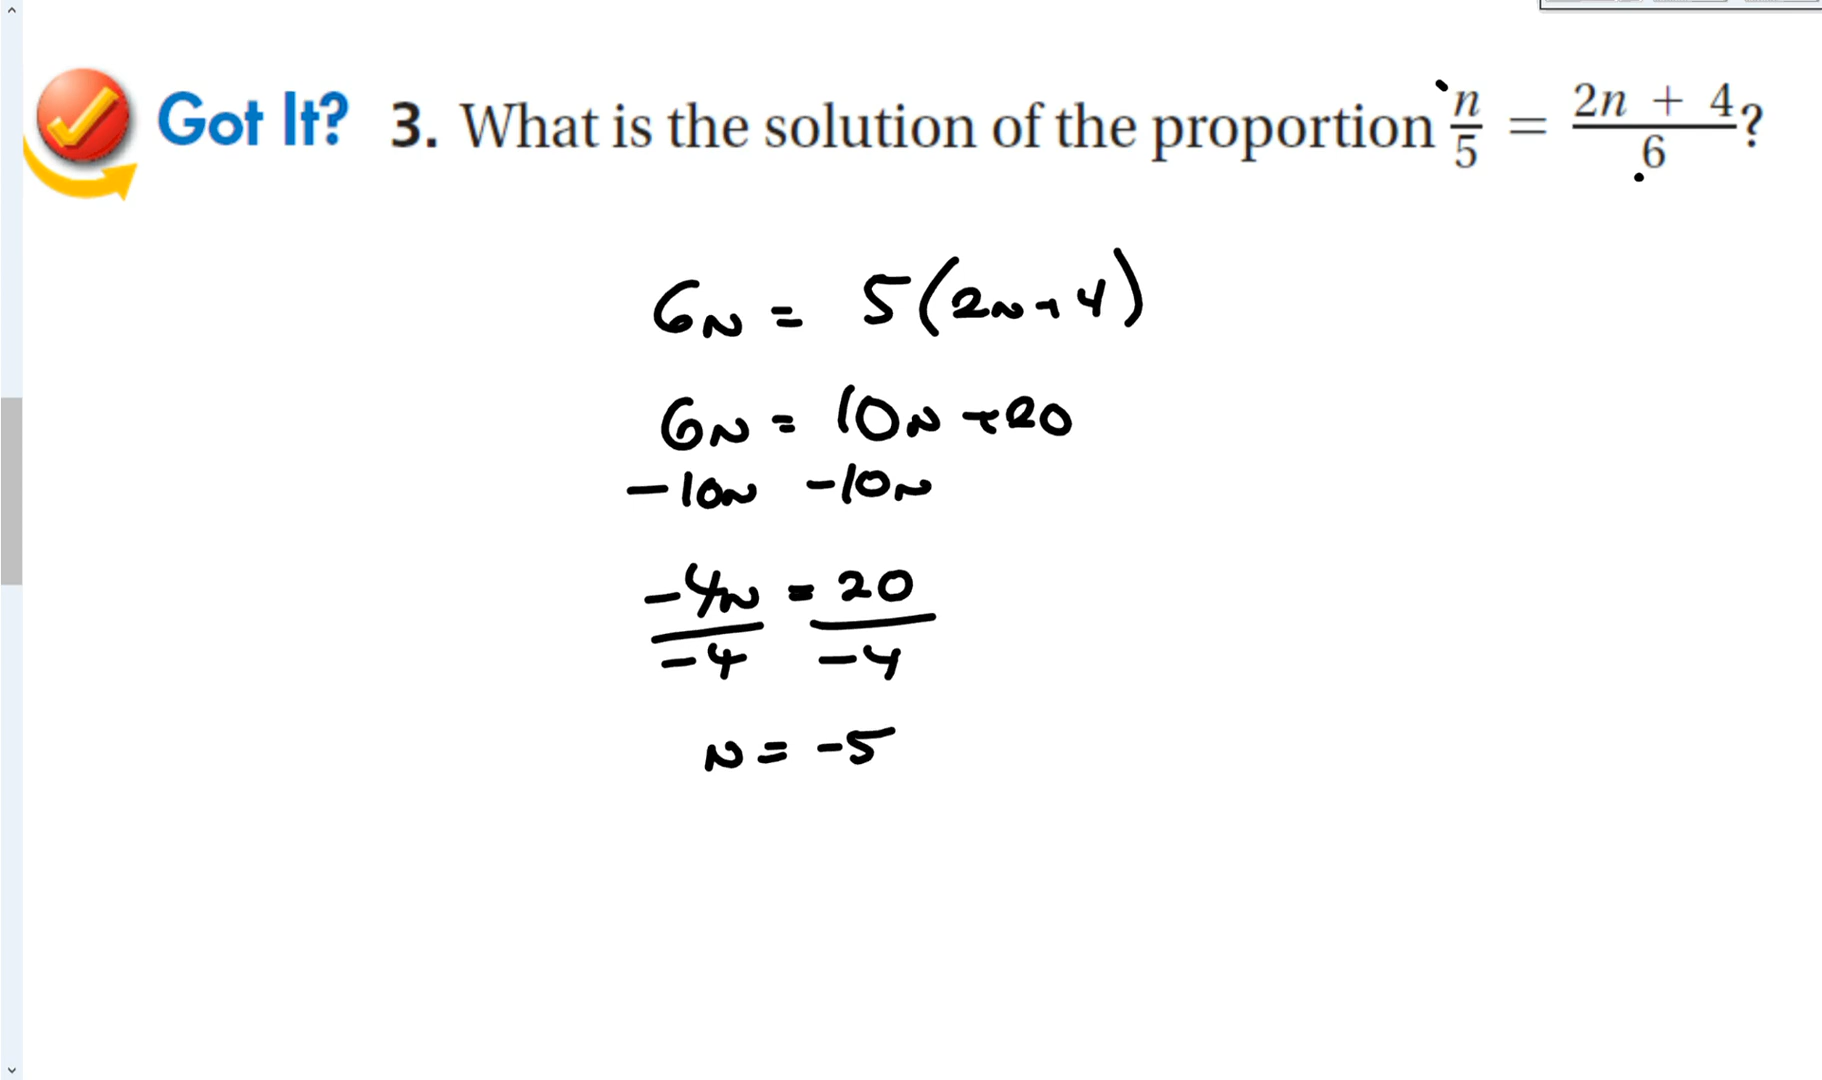 Got It? 3. What is the solution of the proportion n/5 = (2n + 4)/6?
6N = 5(2N+4)
6N = 10N +20
-10N -10N
-4N = 20
-4 -4
N = -5